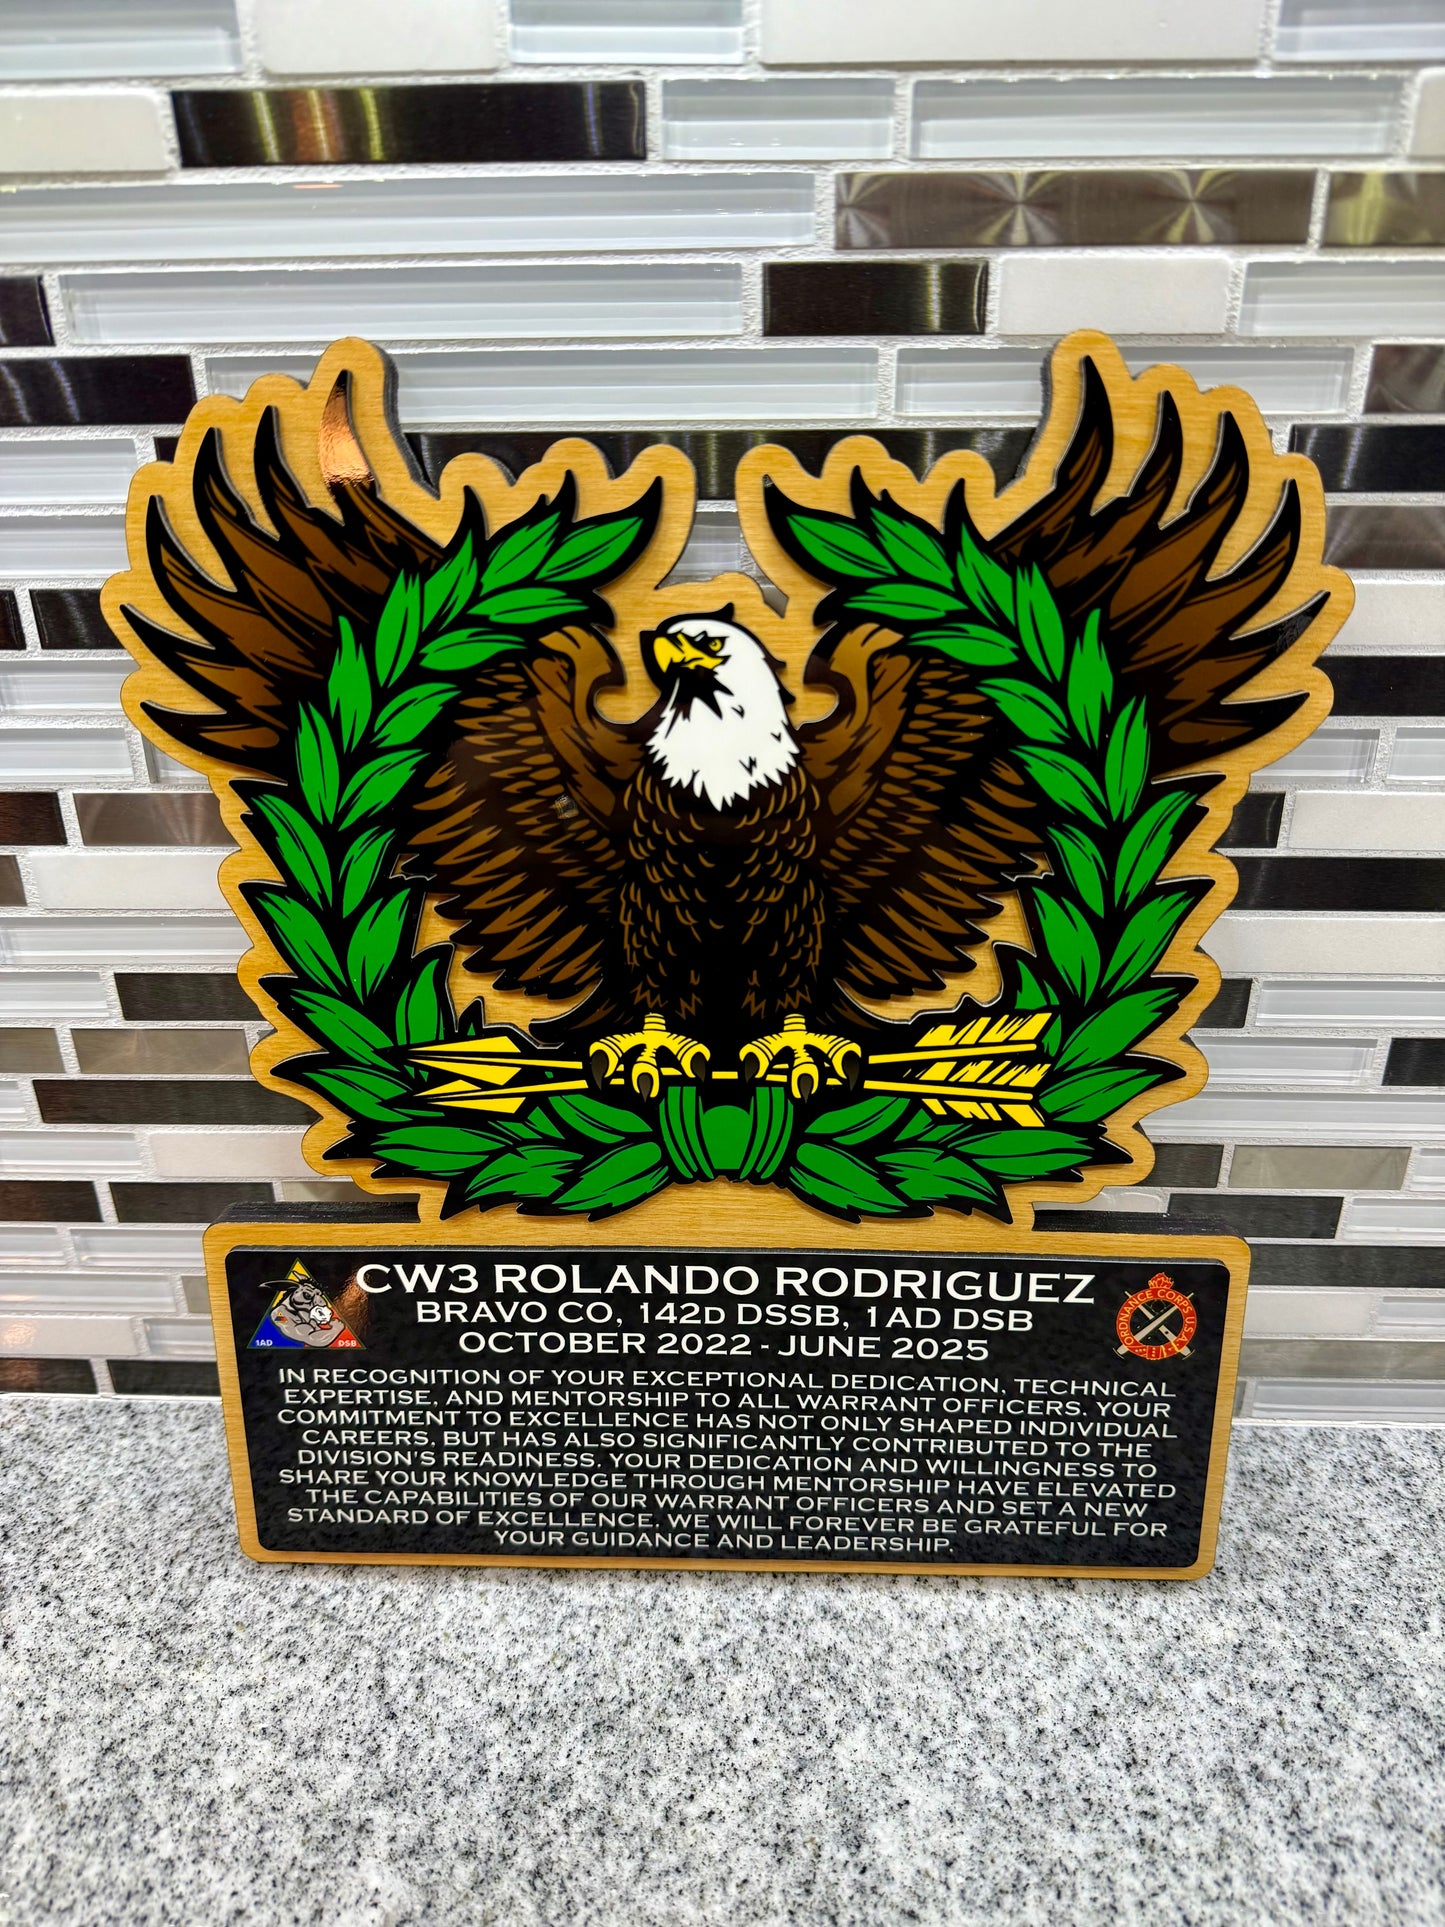 CW3 ROLANDO RODRIGUEZ
BRAVO CO, 142D DSSB, 1AD DSB
OCTOBER 2022 - JUNE 2025
1AD DSB
ORDNANCE CORPS U.S.A.
IN RECOGNITION OF YOUR EXCEPTIONAL DEDICATION, TECHNICAL
EXPERTISE, AND MENTORSHIP TO ALL WARRANT OFFICERS. YOUR
COMMITMENT TO EXCELLENCE HAS NOT ONLY SHAPED INDIVIDUAL
CAREERS, BUT HAS ALSO SIGNIFICANTLY CONTRIBUTED TO THE
DIVISION'S READINESS. YOUR DEDICATION AND WILLINGNESS TO
SHARE YOUR KNOWLEDGE THROUGH MENTORSHIP HAVE ELEVATED
THE CAPABILITIES OF OUR WARRANT OFFICERS AND SET A NEW
STANDARD OF EXCELLENCE. WE WILL FOREVER BE GRATEFUL FOR
YOUR GUIDANCE AND LEADERSHIP.